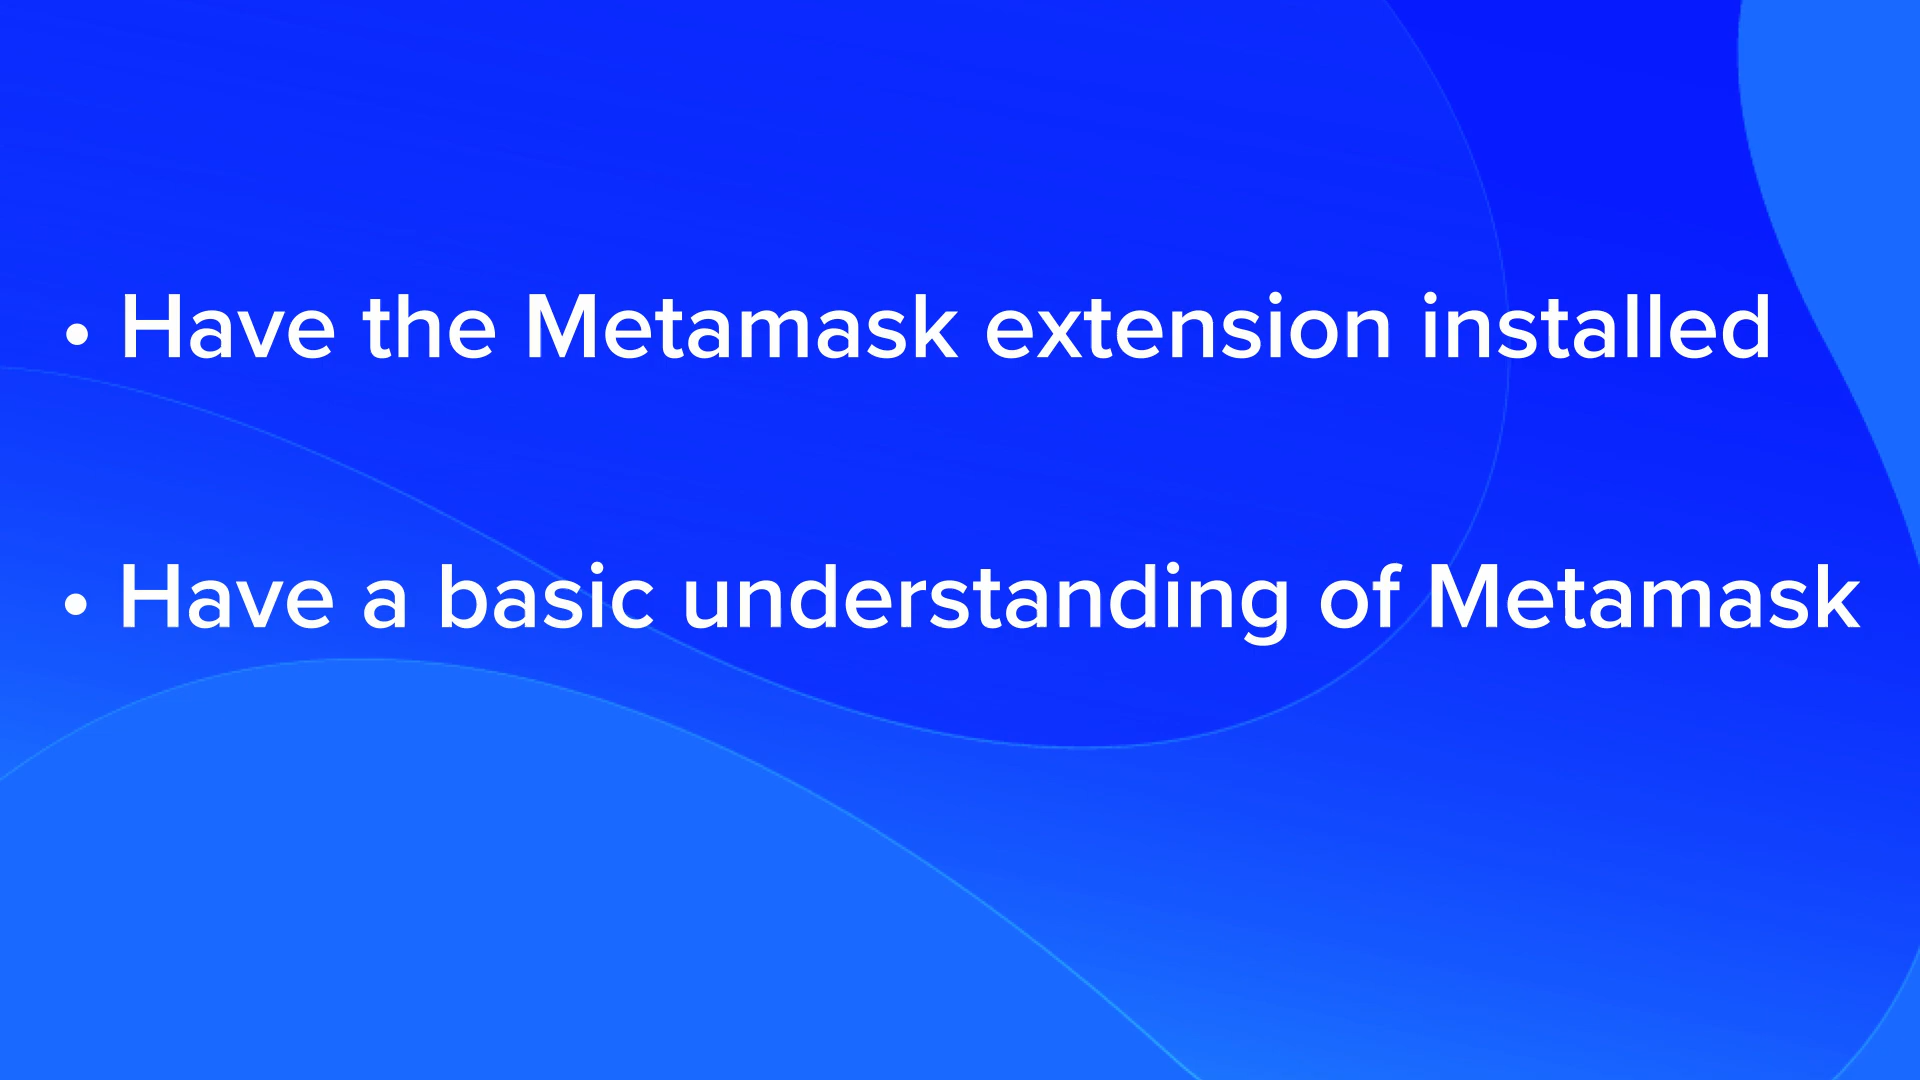 • Have the Metamask extension installed
• Have a basic understanding of Metamask